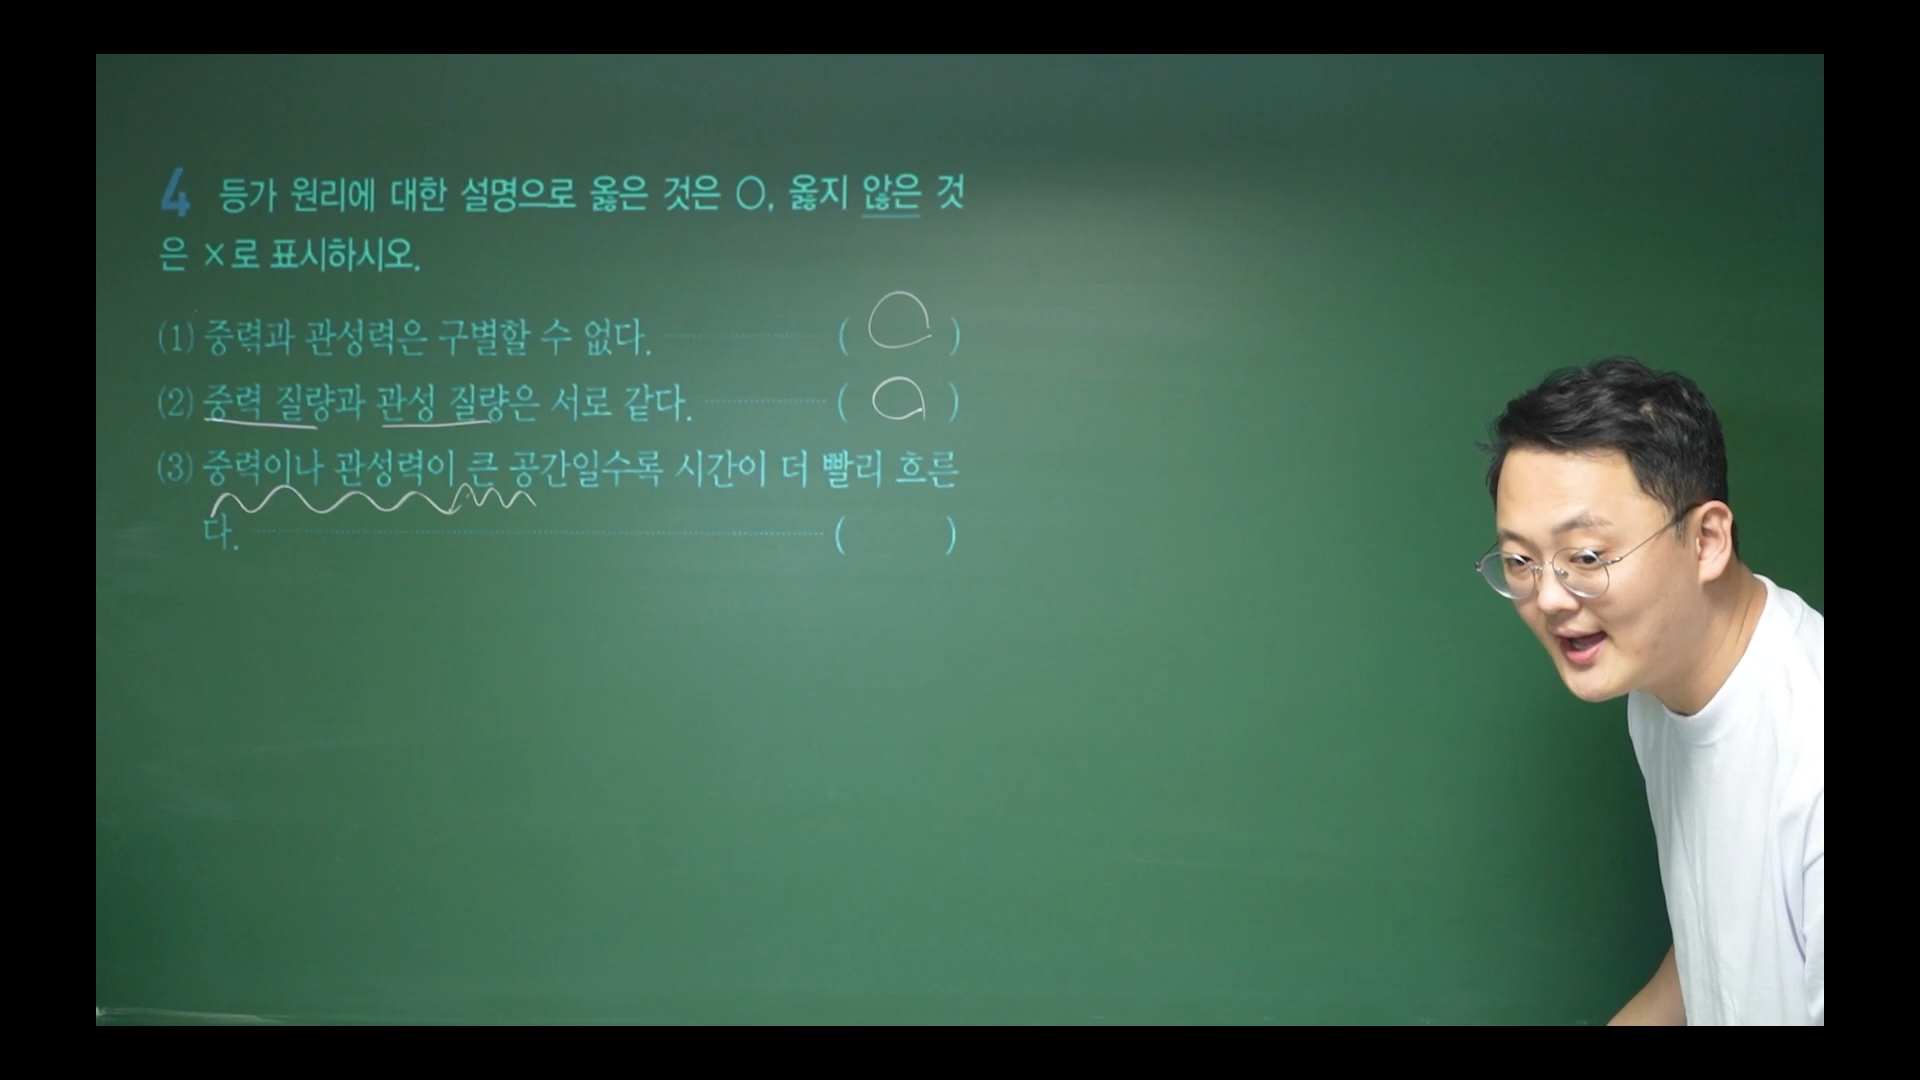 4 등가 원리에 대한 설명으로 옳은 것은 ○, 옳지 않은 것
은 ×로 표시하시오.
(1) 중력과 관성력은 구별할 수 없다. ( ○ )
(2) 중력 질량과 관성 질량은 서로 같다. ( ○ )
(3) 중력이나 관성력이 큰 공간일수록 시간이 더 빨리 흐른
다. ( )